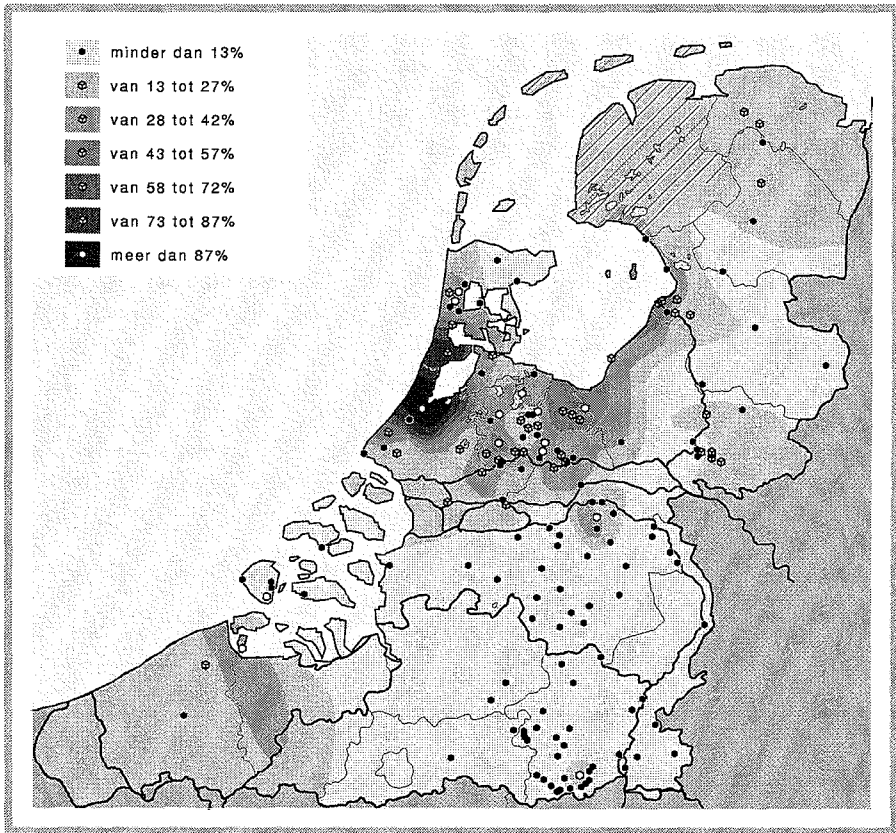 minder dan 13%
van 13 tot 27%
van 28 tot 42%
van 43 tot 57%
van 58 tot 72%
van 73 tot 87%
meer dan 87%